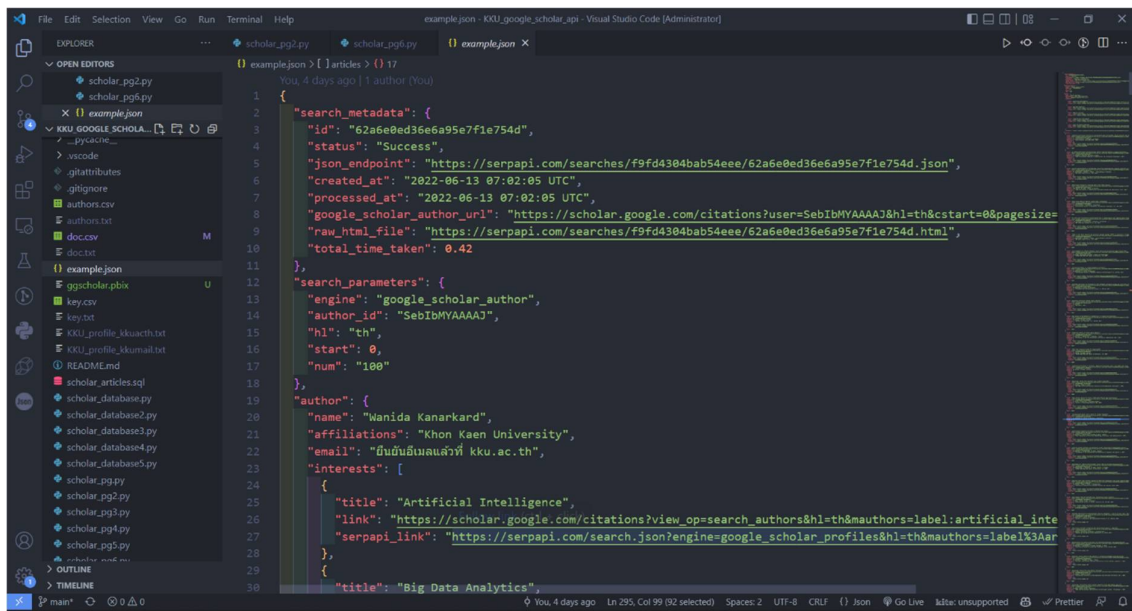 File Edit Selection View Go Run Terminal Help
example.json - KKU_google_scholar_api - Visual Studio Code [Administrator]
EXPLORER
OPEN EDITORS
scholar_pg2.py
scholar_pg6.py
{} example.json
KKU_GOOGLE_SCHOLA...
__pycache__
.vscode
.gitattributes
.gitignore
authors.csv
authors.txt
doc.csv M
doc.txt
{} example.json
ggscholar.pbix U
key.csv
key.txt
KKU_profile_kkuacth.txt
KKU_profile_kkumail.txt
README.md
scholar_articles.sql
scholar_database.py
scholar_database2.py
scholar_database3.py
scholar_database4.py
scholar_database5.py
scholar_pg.py
scholar_pg2.py
scholar_pg3.py
scholar_pg4.py
scholar_pg5.py
OUTLINE
TIMELINE
scholar_pg2.py scholar_pg6.py {} example.json
{} example.json > [ ] articles > {} 17
You, 4 days ago | 1 author (You)
1 {
2 "search_metadata": {
3 "id": "62a6e0ed36e6a95e7f1e754d",
4 "status": "Success",
5 "json_endpoint": "https://serpapi.com/searches/f9fd4304bab54eee/62a6e0ed36e6a95e7f1e754d.json",
6 "created_at": "2022-06-13 07:02:05 UTC",
7 "processed_at": "2022-06-13 07:02:05 UTC",
8 "google_scholar_author_url": "https://scholar.google.com/citations?user=SebIbMYAAAAJ&hl=th&cstart=0&pagesize=
9 "raw_html_file": "https://serpapi.com/searches/f9fd4304bab54eee/62a6e0ed36e6a95e7f1e754d.html",
10 "total_time_taken": 0.42
11 },
12 "search_parameters": {
13 "engine": "google_scholar_author",
14 "author_id": "SebIbMYAAAAJ",
15 "hl": "th",
16 "start": 0,
17 "num": "100"
18 },
19 "author": {
20 "name": "Wanida Kanarkard",
21 "affiliations": "Khon Kaen University",
22 "email": "ยืนยันอีเมลแล้วที่ kku.ac.th",
23 "interests": [
24 {
25 "title": "Artificial Intelligence",
26 "link": "https://scholar.google.com/citations?view_op=search_authors&hl=th&mauthors=label:artificial_inte
27 "serpapi_link": "https://serpapi.com/search.json?engine=google_scholar_profiles&hl=th&mauthors=label%3Aar
28 },
29 {
30 "title": "Big Data Analytics",
main* 0 0 You, 4 days ago Ln 295, Col 99 (92 selected) Spaces: 2 UTF-8 CRLF {} Json Go Live kite: unsupported Prettier